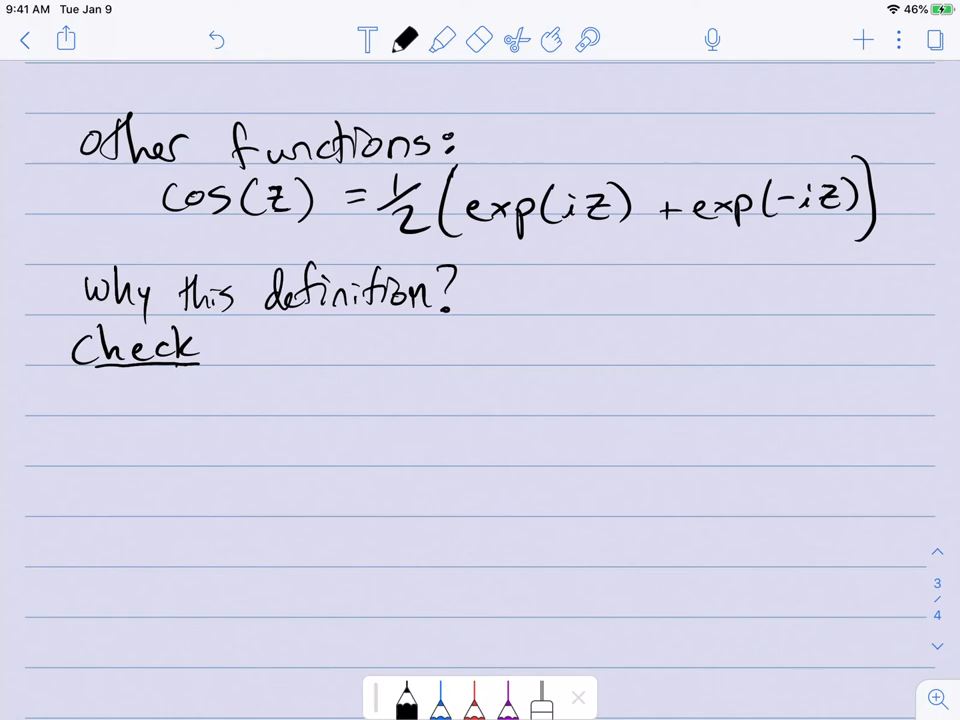 9:41 AM Tue Jan 9
46%
T
other functions:
cos(z) = 1/2 (exp(iz) + exp(-iz))
why this definition?
Check
3
/
4